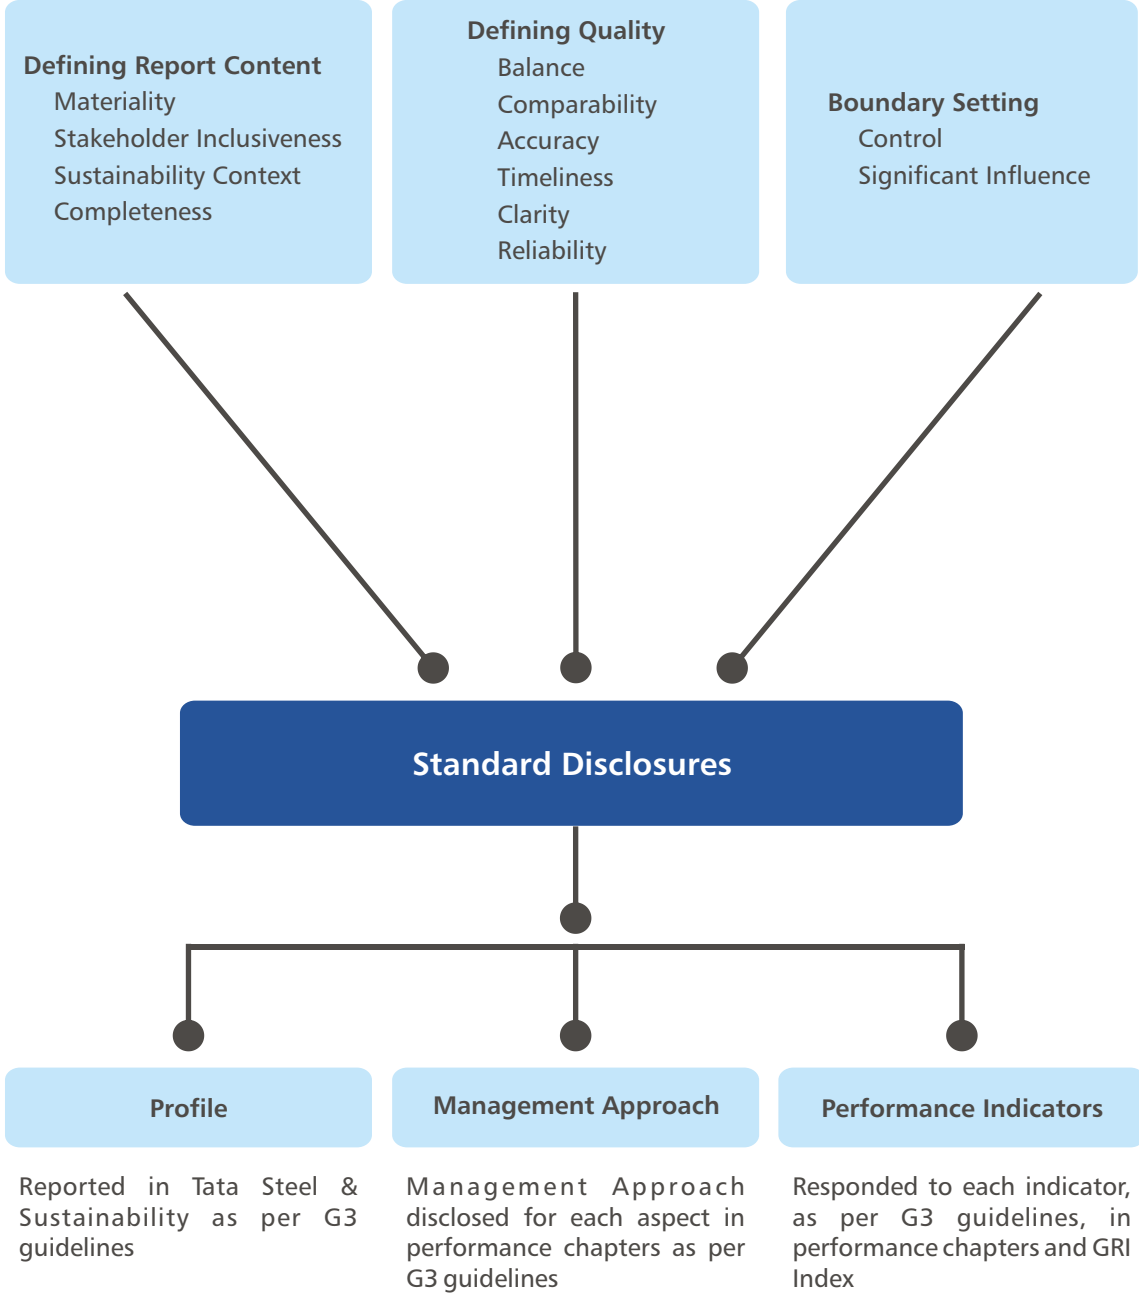 Defining Report Content
Materiality
Stakeholder Inclusiveness
Sustainability Context
Completeness
Defining Quality
Balance
Comparability
Accuracy
Timeliness
Clarity
Reliability
Boundary Setting
Control
Significant Influence
Standard Disclosures
Profile
Reported in Tata Steel &
Sustainability as per G3
guidelines
Management Approach
Management Approach
disclosed for each aspect in
performance chapters as per
G3 guidelines
Performance Indicators
Responded to each indicator,
as per G3 guidelines, in
performance chapters and GRI
Index